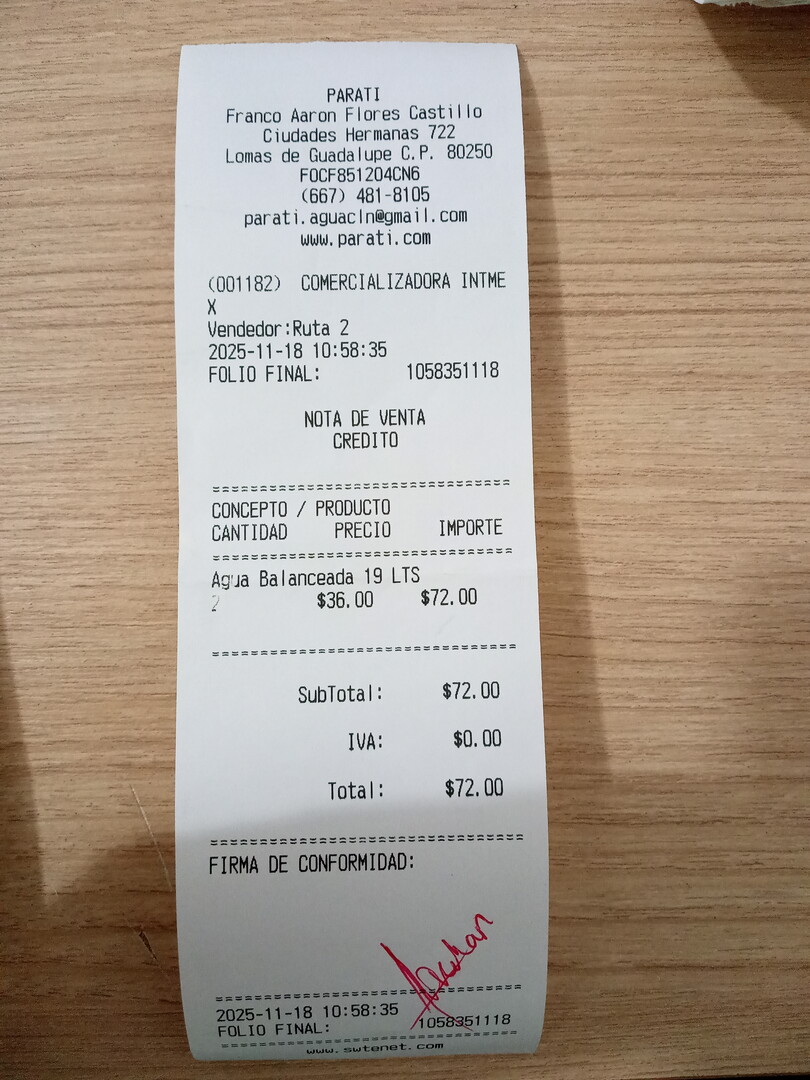 PARATI
Franco Aaron Flores Castillo
Ciudades Hermanas 722
Lomas de Guadalupe C.P. 80250
FOCF851204CN6
(667) 481-8105
parati.aguacln@gmail.com
www.parati.com
(001182) COMERCIALIZADORA INTME
X
Vendedor:Ruta 2
2025-11-18 10:58:35
FOLIO FINAL: 1058351118
NOTA DE VENTA
CREDITO
===============================
CONCEPTO / PRODUCTO
CANTIDAD PRECIO IMPORTE
===============================
Agua Balanceada 19 LTS
2 $36.00 $72.00
===============================
SubTotal: $72.00
IVA: $0.00
Total: $72.00
===============================
FIRMA DE CONFORMIDAD:
===============================
2025-11-18 10:58:35
FOLIO FINAL: 1058351118
===============================
www.swtenet.com